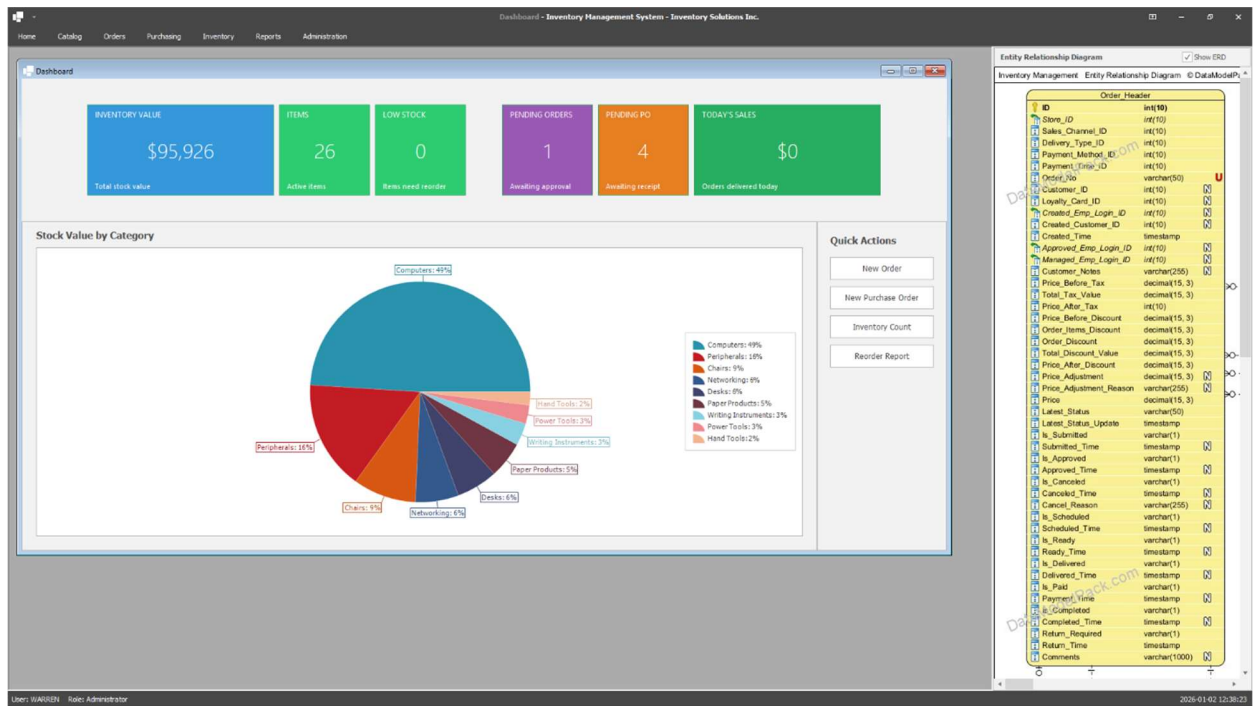 Dashboard - Inventory Management System - Inventory Solutions Inc.
Home Catalog Orders Purchasing Inventory Reports Administration
Dashboard
INVENTORY VALUE
$95,926
Total stock value
ITEMS
26
Active items
LOW STOCK
0
Items need reorder
PENDING ORDERS
1
Awaiting approval
PENDING PO
4
Awaiting receipt
TODAY'S SALES
$0
Orders delivered today
Stock Value by Category
Computers: 49%
Hand Tools: 2%
Power Tools: 3%
Writing Instruments: 3%
Peripherals: 16%
Paper Products: 5%
Desks: 6%
Chairs: 9%
Networking: 6%
Computers: 49%
Peripherals: 16%
Chairs: 9%
Networking: 6%
Desks: 6%
Paper Products: 5%
Writing Instruments: 3%
Power Tools: 3%
Hand Tools: 2%
Quick Actions
New Order
New Purchase Order
Inventory Count
Reorder Report
Entity Relationship Diagram Show ERD
Inventory Management Entity Relationship Diagram © DataModelPa
Order_Header
ID int(10)
Store_ID int(10)
Sales_Channel_ID int(10)
Delivery_Type_ID int(10)
Payment_Method_ID int(10)
Payment_Time_ID int(10)
Order_No varchar(50) U
Customer_ID int(10) N
Loyalty_Card_ID int(10) N
Created_Emp_Login_ID int(10) N
Created_Customer_ID int(10) N
Created_Time timestamp
Approved_Emp_Login_ID int(10) N
Managed_Emp_Login_ID int(10) N
Customer_Notes varchar(255) N
Price_Before_Tax decimal(15, 3)
Total_Tax_Value decimal(15, 3)
Price_After_Tax int(10)
Price_Before_Discount decimal(15, 3)
Order_Items_Discount decimal(15, 3)
Order_Discount decimal(15, 3)
Total_Discount_Value decimal(15, 3)
Price_After_Discount decimal(15, 3)
Price_Adjustment decimal(15, 3) N
Price_Adjustment_Reason varchar(255) N
Price decimal(15, 3)
Latest_Status varchar(50)
Latest_Status_Update timestamp
Is_Submitted varchar(1)
Submitted_Time timestamp N
Is_Approved varchar(1)
Approved_Time timestamp N
Is_Canceled varchar(1)
Canceled_Time timestamp N
Cancel_Reason varchar(255) N
Is_Scheduled varchar(1)
Scheduled_Time timestamp N
Is_Ready varchar(1)
Ready_Time timestamp N
Is_Delivered varchar(1)
Delivered_Time timestamp N
Is_Paid varchar(1)
Payment_Time timestamp N
Is_Completed varchar(1)
Completed_Time timestamp N
Return_Required varchar(1)
Return_Time timestamp
Comments varchar(1000) N
DataModelPack.com
DataModelPack.com
User: WARREN Role: Administrator
2026-01-02 12:38:23